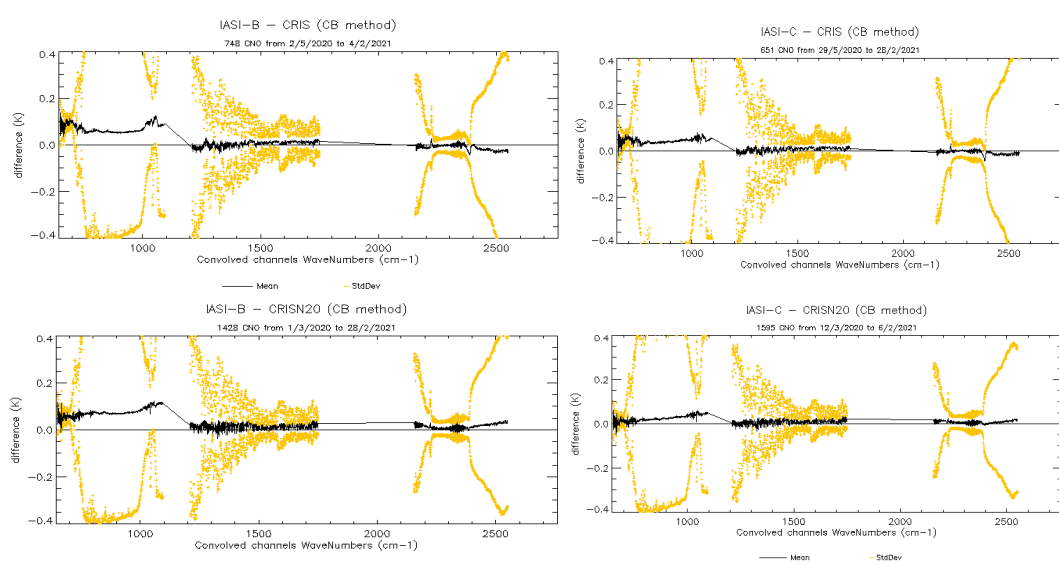 IASI-B - CRIS (CB method)
748 CNO from 2/5/2020 to 4/2/2021
0.4
0.2
0.0
-0.2
-0.4
difference (K)
1000
1500
2000
2500
Convolved channels WaveNumbers (cm-1)
Mean
StdDev
IASI-C - CRIS (CB method)
651 CNO from 29/5/2020 to 28/2/2021
0.4
0.2
0.0
-0.2
-0.4
difference (K)
1000
1500
2000
2500
Convolved channels WaveNumbers (cm-1)
IASI-B - CRISN20 (CB method)
1428 CNO from 1/3/2020 to 28/2/2021
0.4
0.2
0.0
-0.2
-0.4
difference (K)
1000
1500
2000
2500
Convolved channels WaveNumbers (cm-1)
IASI-C - CRISN20 (CB method)
1595 CNO from 12/3/2020 to 6/2/2021
0.4
0.2
0.0
-0.2
-0.4
difference (K)
1000
1500
2000
2500
Convolved channels WaveNumbers (cm-1)
Mean
StdDev